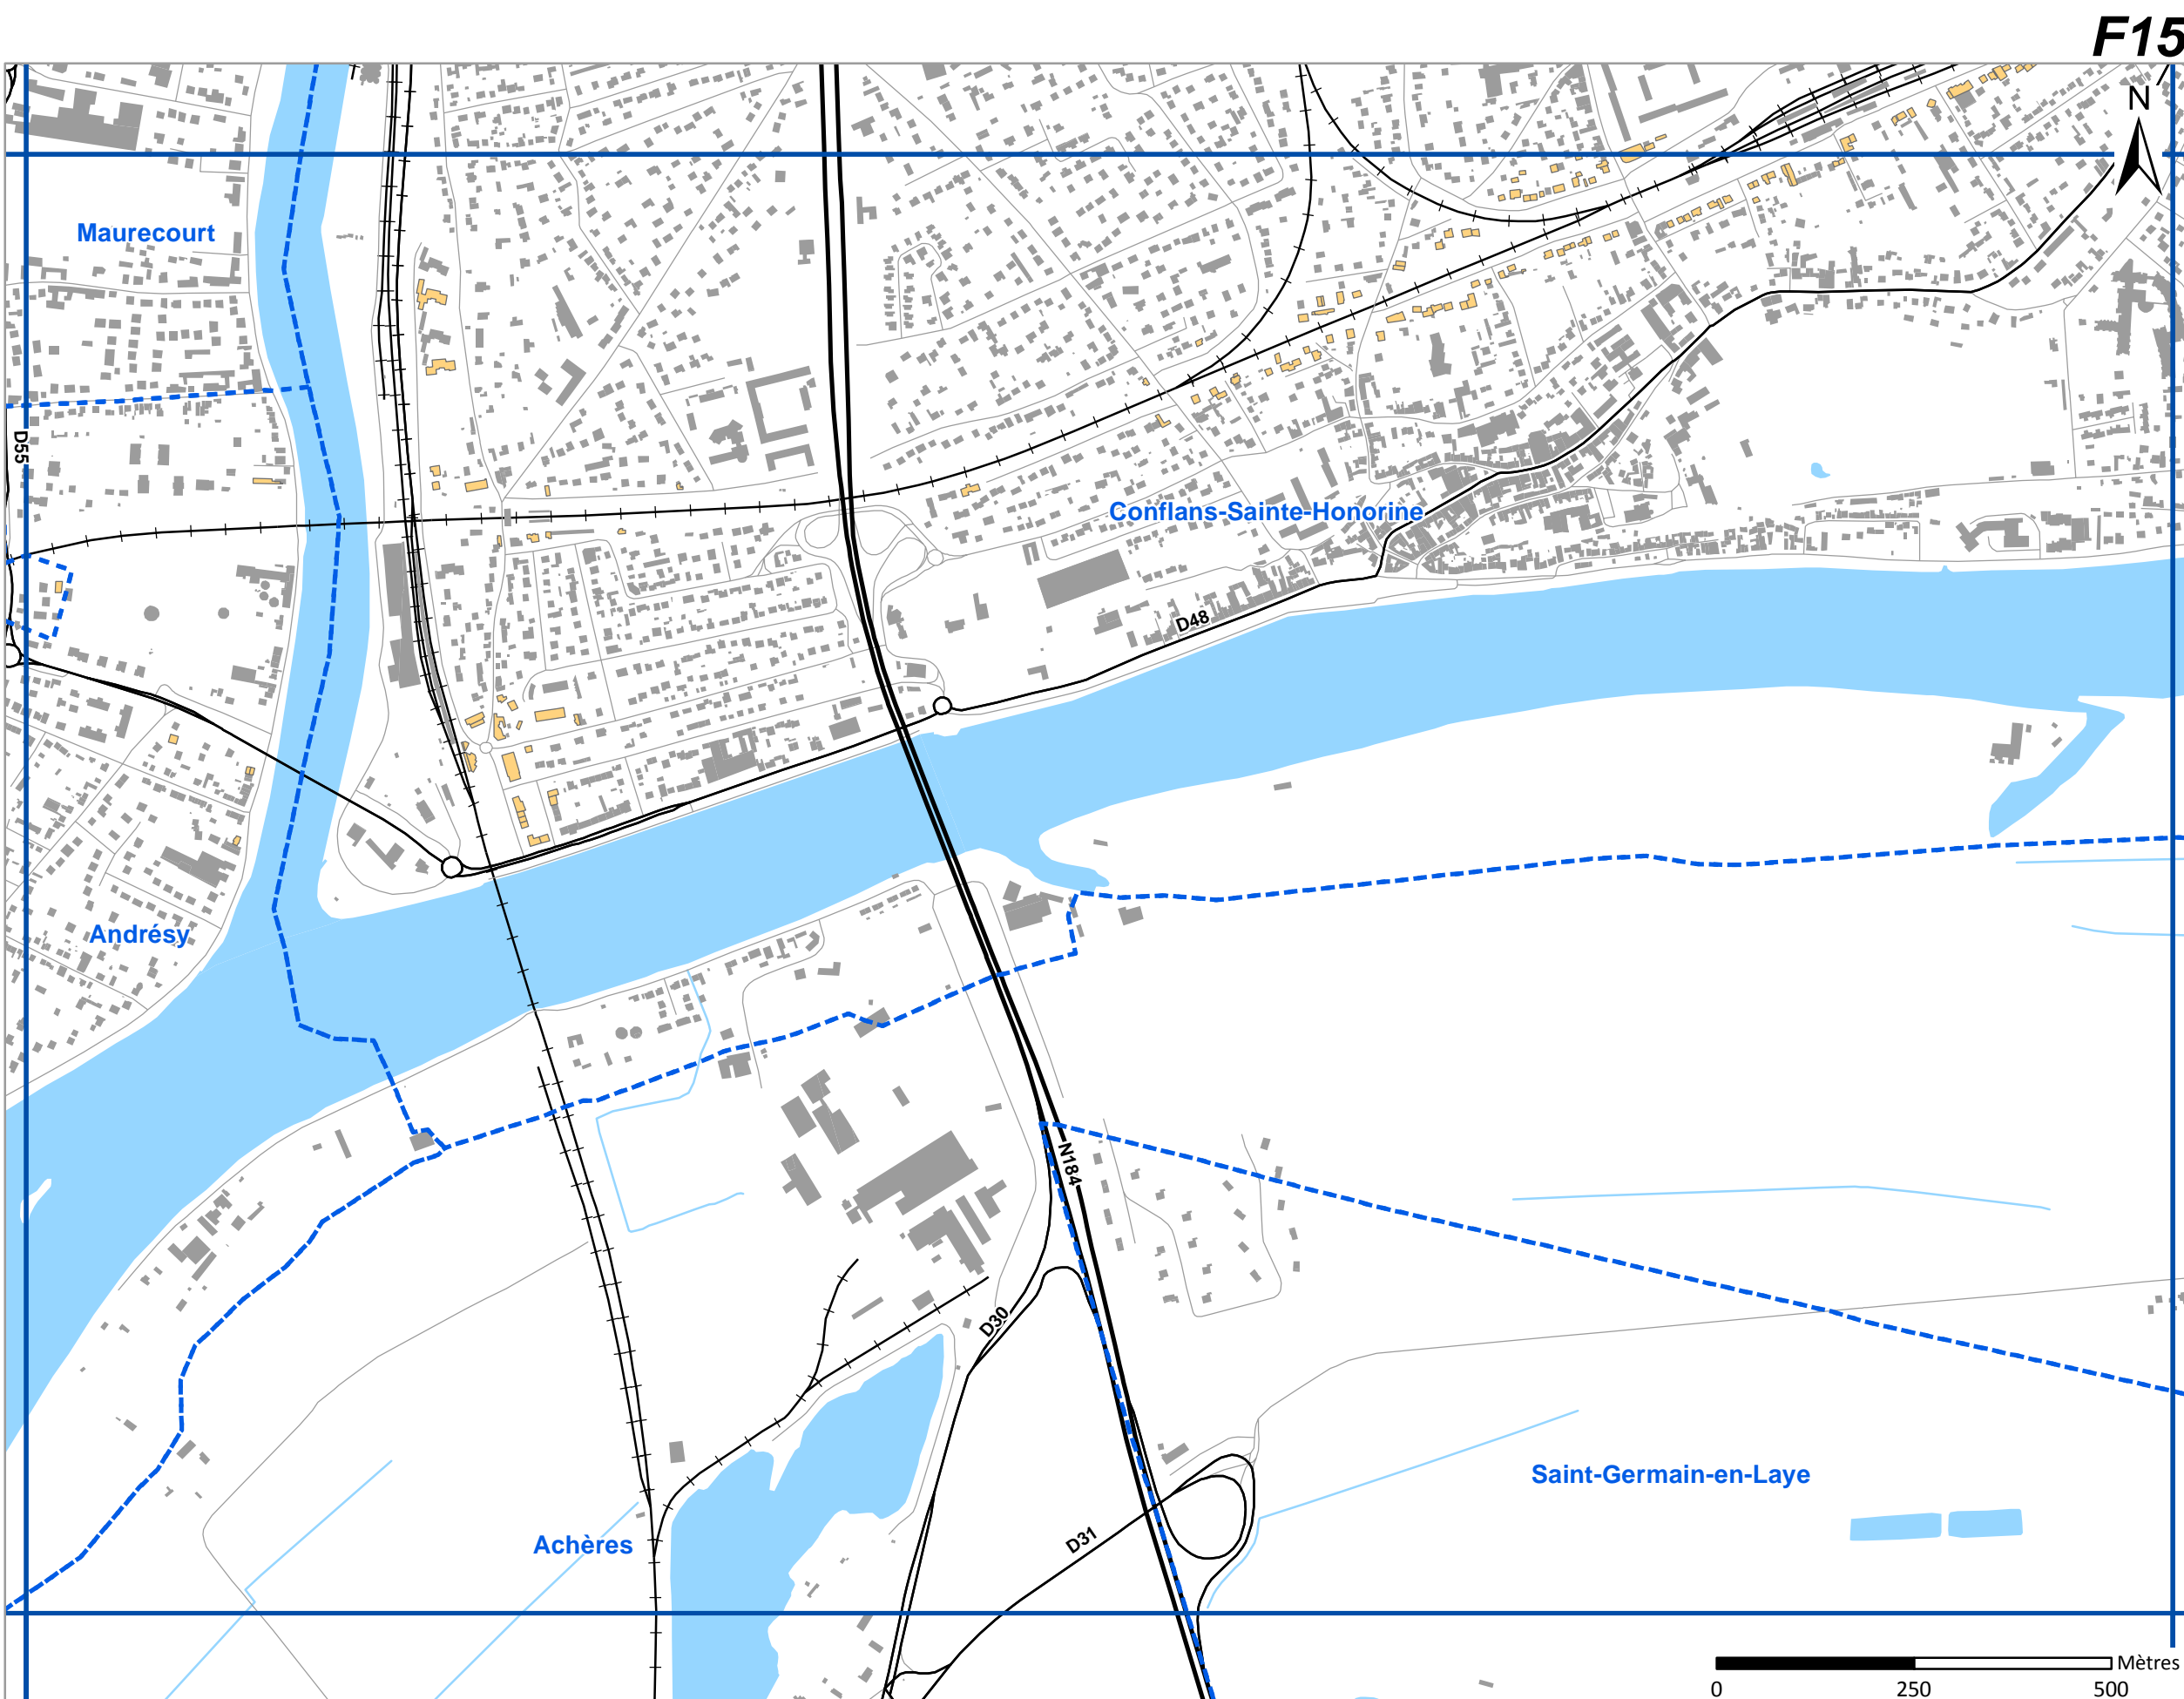 F15
N
Maurecourt
D55
Conflans-Sainte-Honorine
D48
Andrésy
N184
D30
Saint-Germain-en-Laye
D31
Achères
Mètres
0 250 500